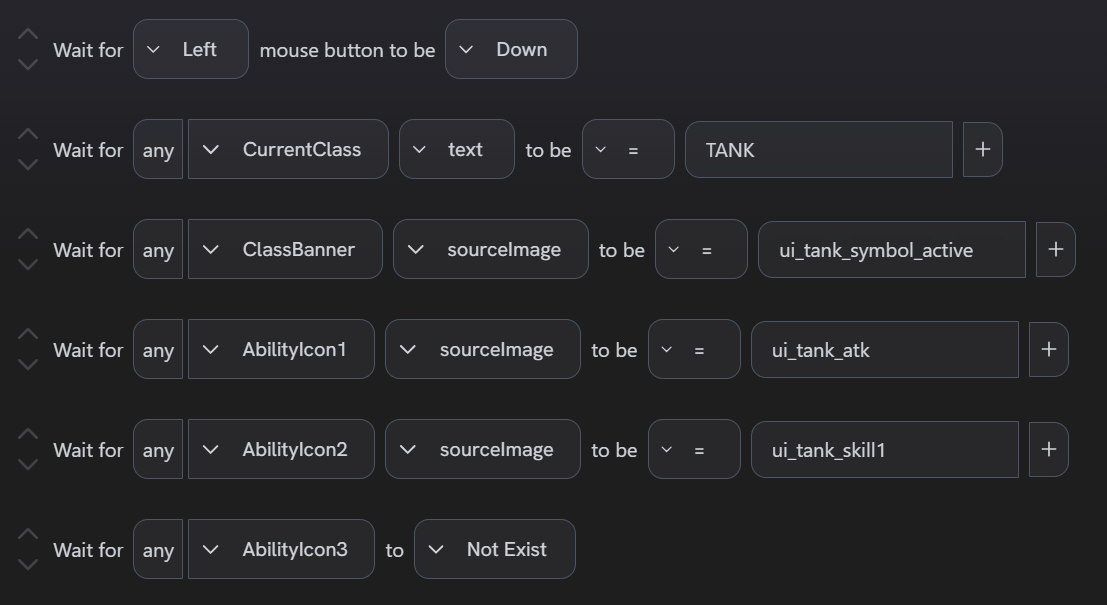 Wait for Left mouse button to be Down
Wait for any CurrentClass text to be = TANK +
Wait for any ClassBanner sourceImage to be = ui_tank_symbol_active +
Wait for any AbilityIcon1 sourceImage to be = ui_tank_atk +
Wait for any AbilityIcon2 sourceImage to be = ui_tank_skill1 +
Wait for any AbilityIcon3 to Not Exist